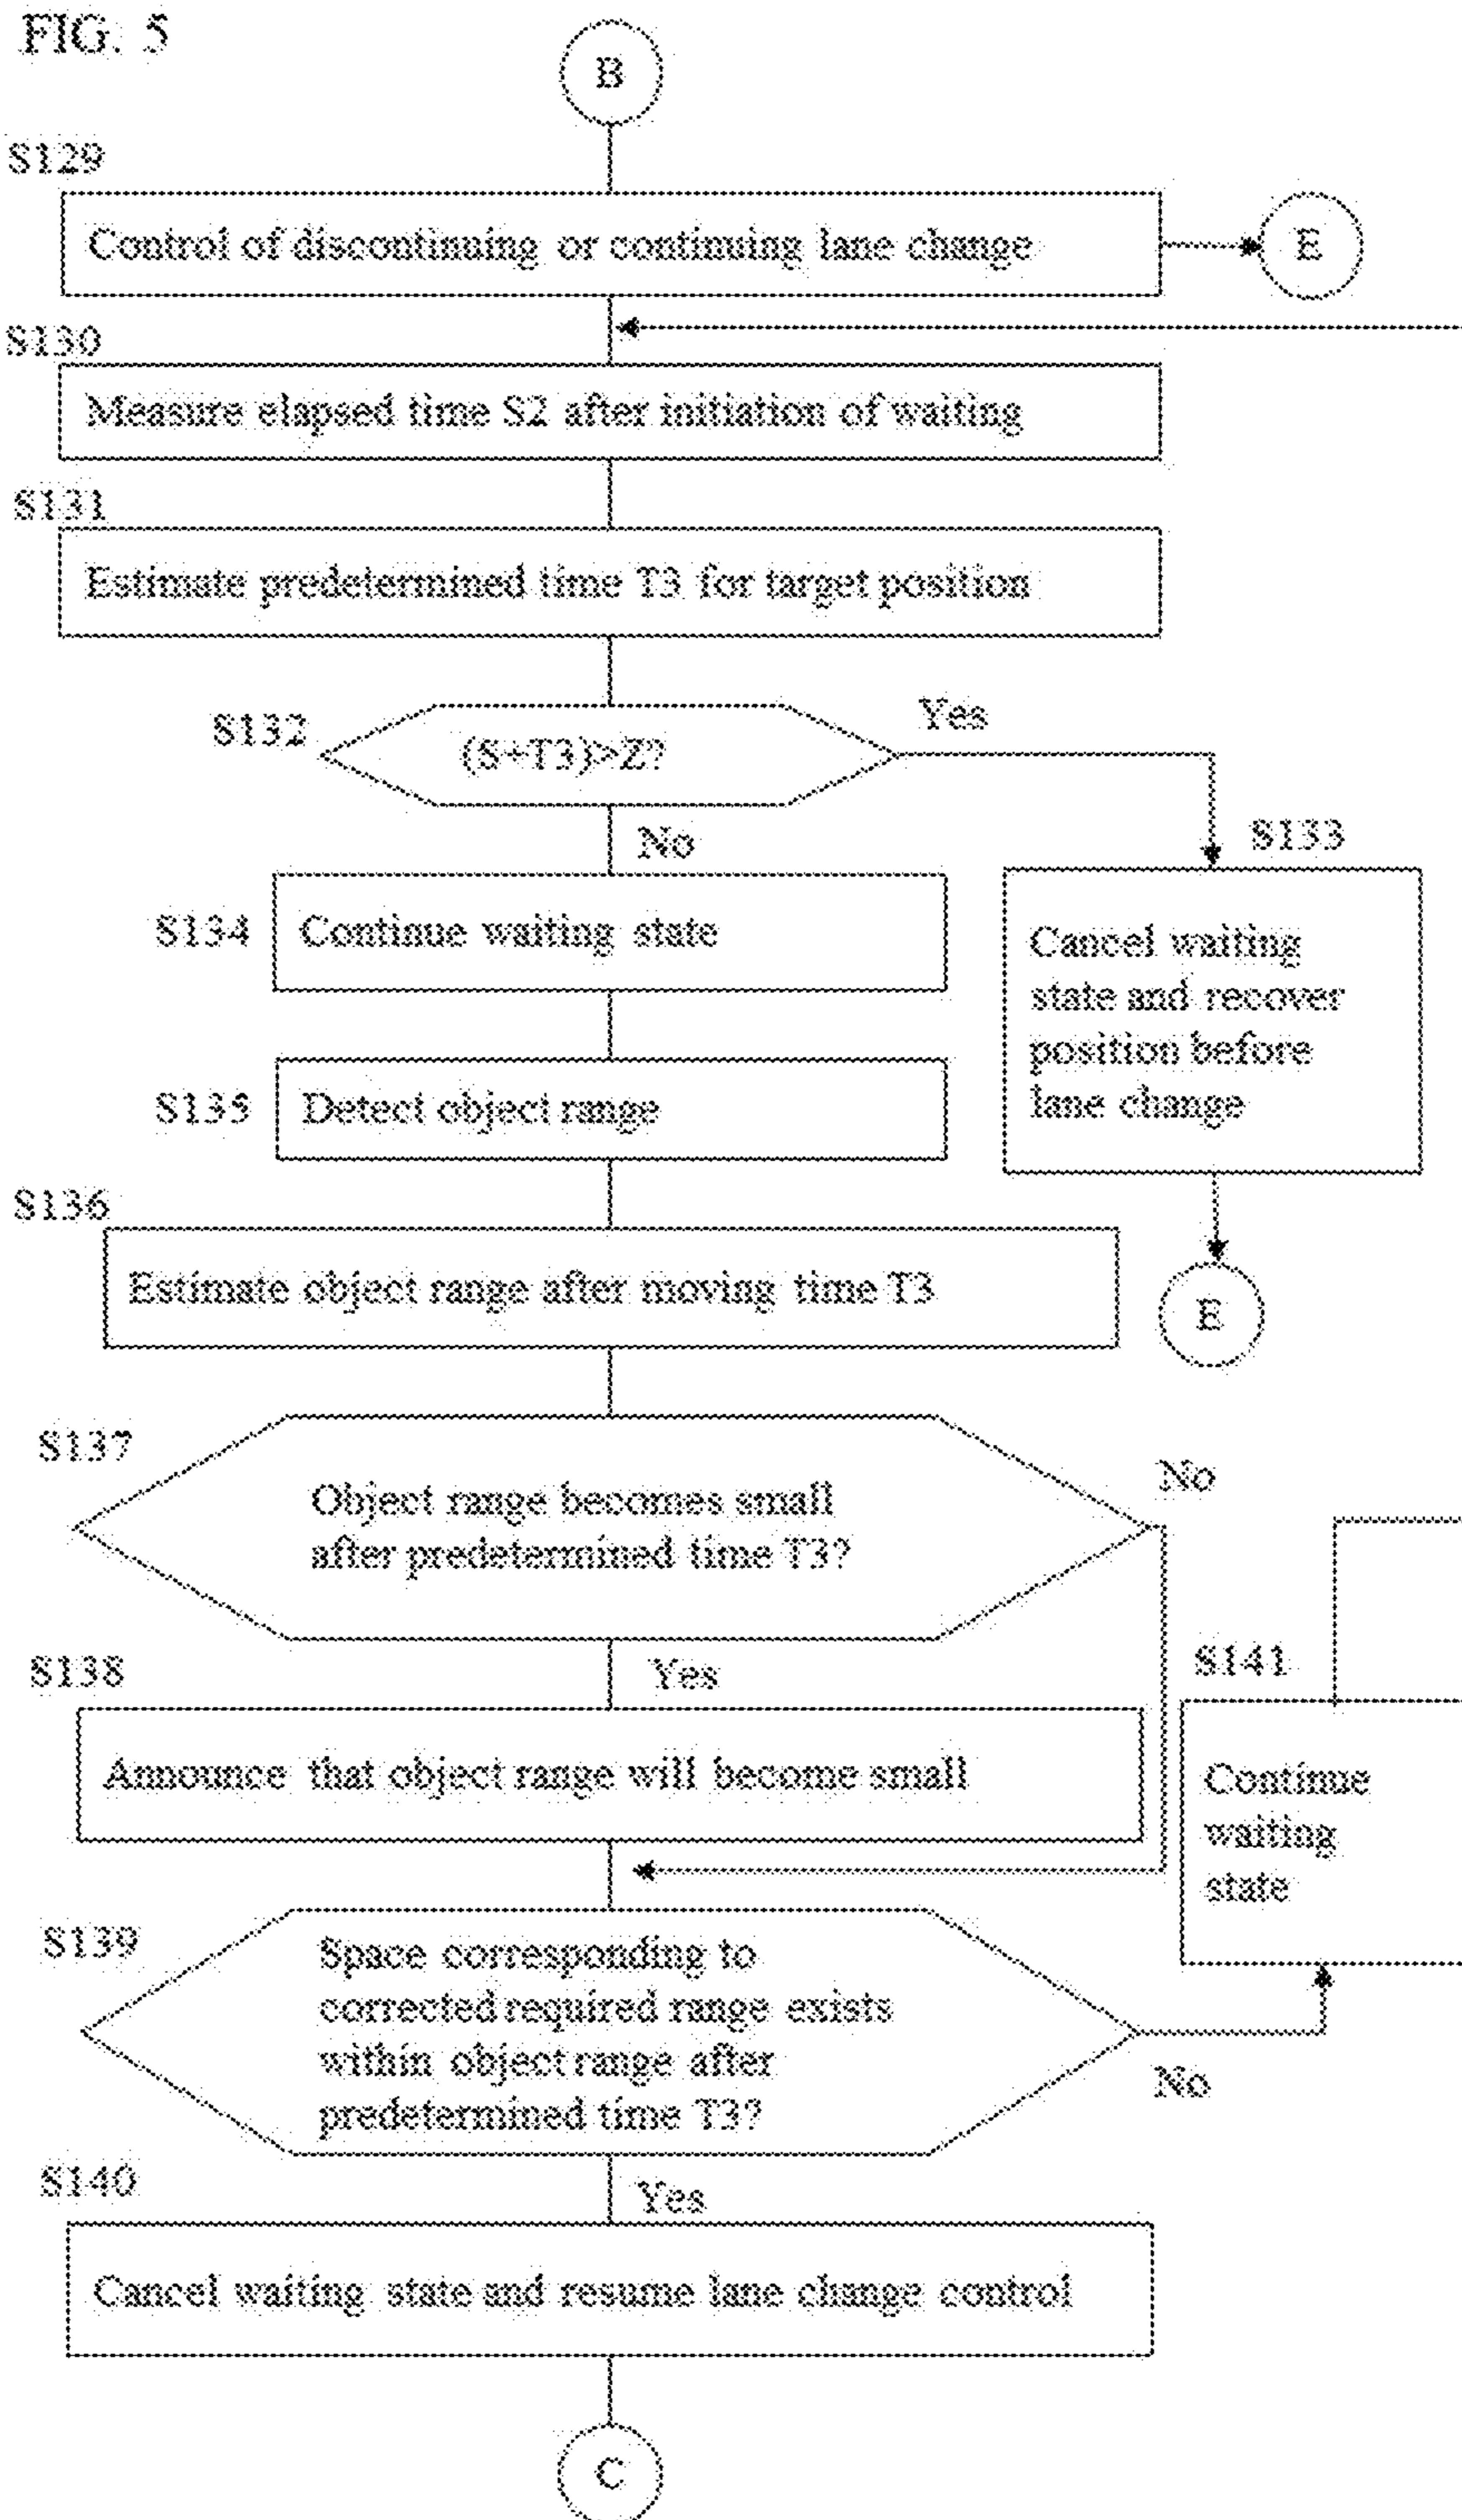 FIG. 5
B
S129
Control of discontinuing or continuing lane change
E
S130
Measure elapsed time S2 after initiation of waiting
S131
Estimate predetermined time T3 for target position
S132
(S+T3)>Z?
Yes
No
S133
Cancel waiting
state and recover
position before
lane change
E
S134
Continue waiting state
S135
Detect object range
S136
Estimate object range after moving time T3
S137
Object range becomes small
after predetermined time T3?
No
Yes
S138
Announce that object range will become small
S141
Continue
waiting
state
S139
Space corresponding to
corrected required range exists
within object range after
predetermined time T3?
No
Yes
S140
Cancel waiting state and resume lane change control
C